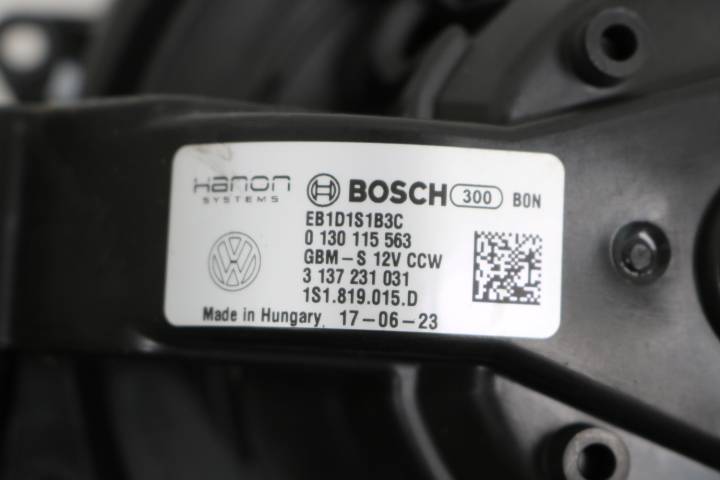 Hanon SYSTEMS BOSCH 300 B0N
EB1D1S1B3C
0 130 115 563
GBM-S 12V CCW
3 137 231 031
1S1.819.015.D
Made in Hungary 17-06-23